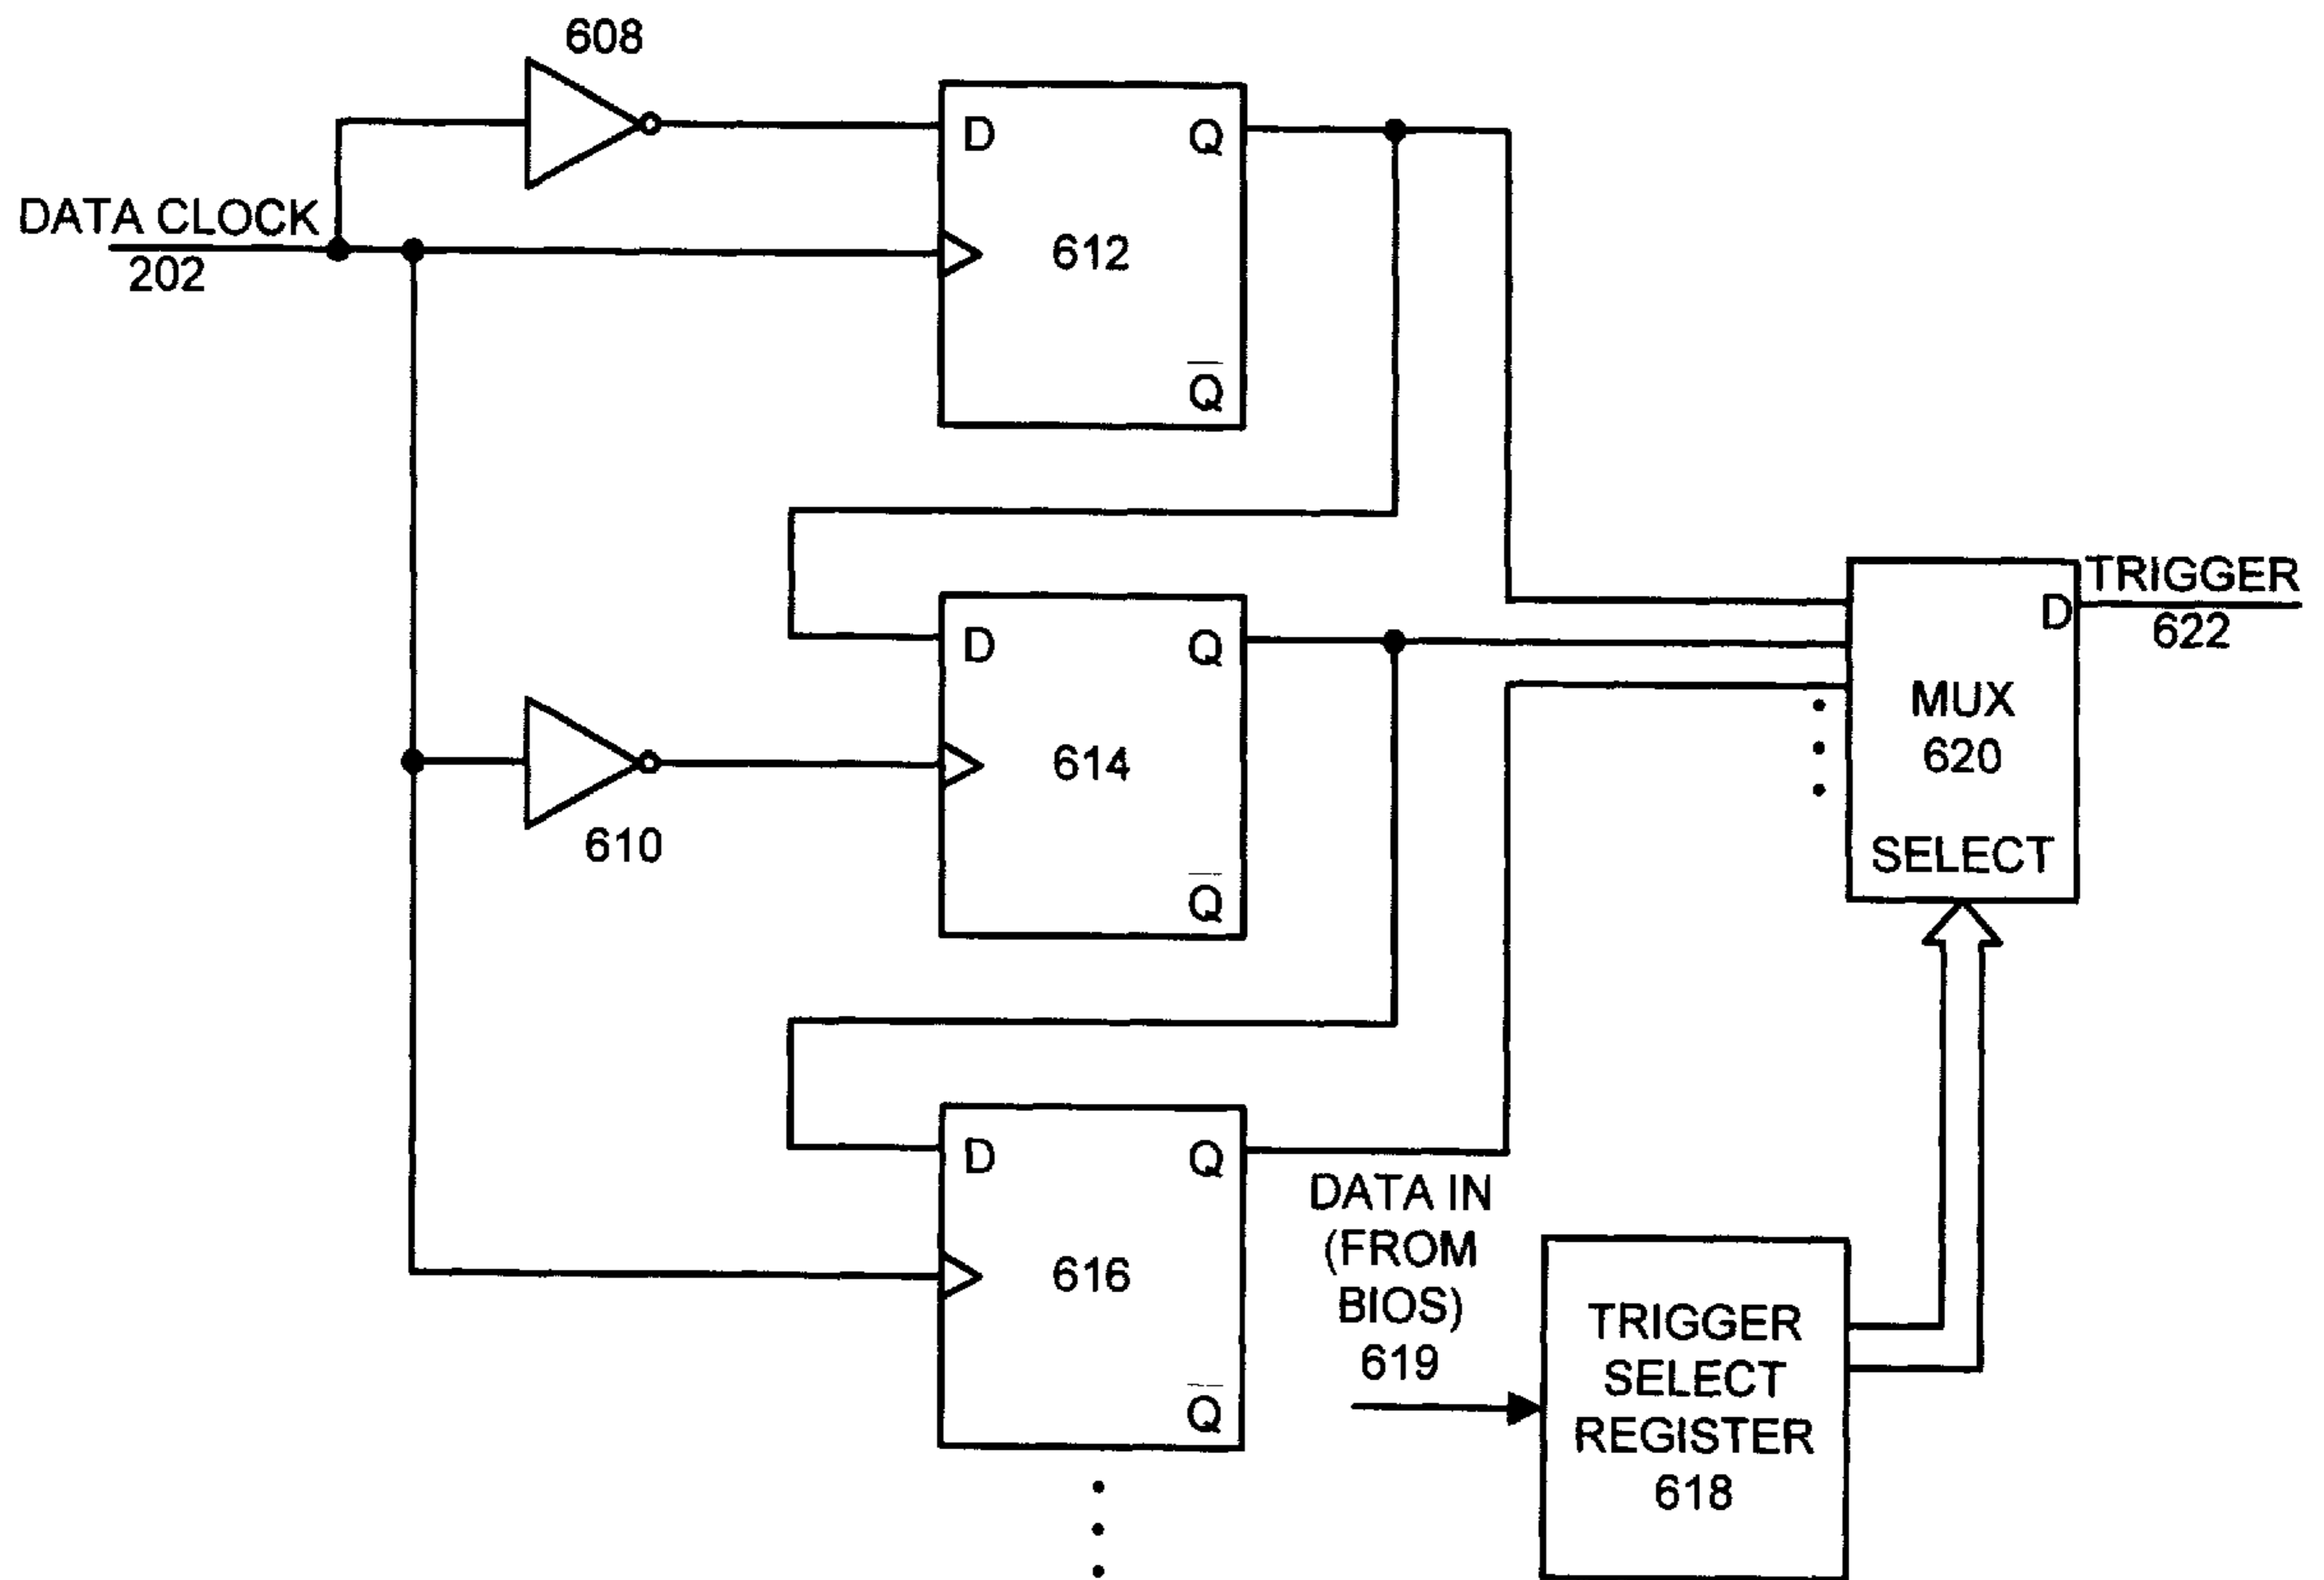 608
D Q
DATA CLOCK
202
612
Q
TRIGGER
D
622
D Q
MUX
620
614
610
SELECT
Q
D Q
DATA IN
(FROM
BIOS)
619
616
TRIGGER
SELECT
REGISTER
618
Q